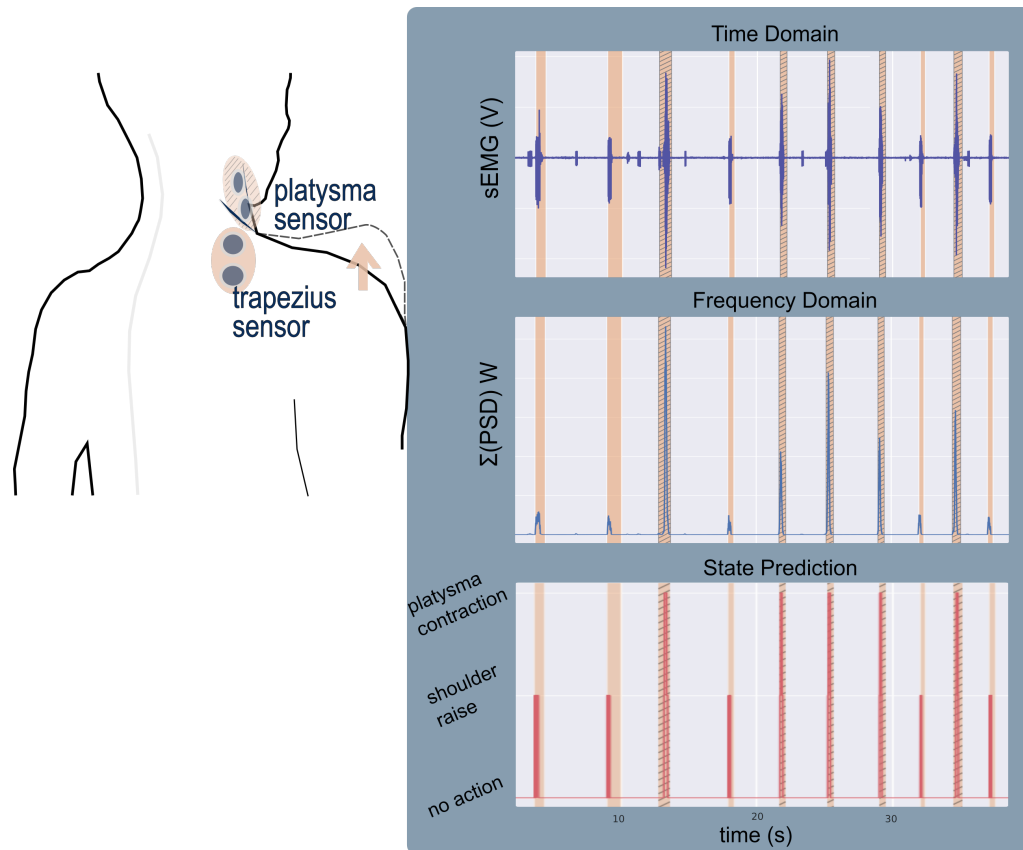 platysma
sensor
trapezius
sensor
Time Domain
sEMG (V)
Frequency Domain
Σ(PSD) W
State Prediction
platysma
contraction
shoulder
raise
no action
10
20
30
time (s)